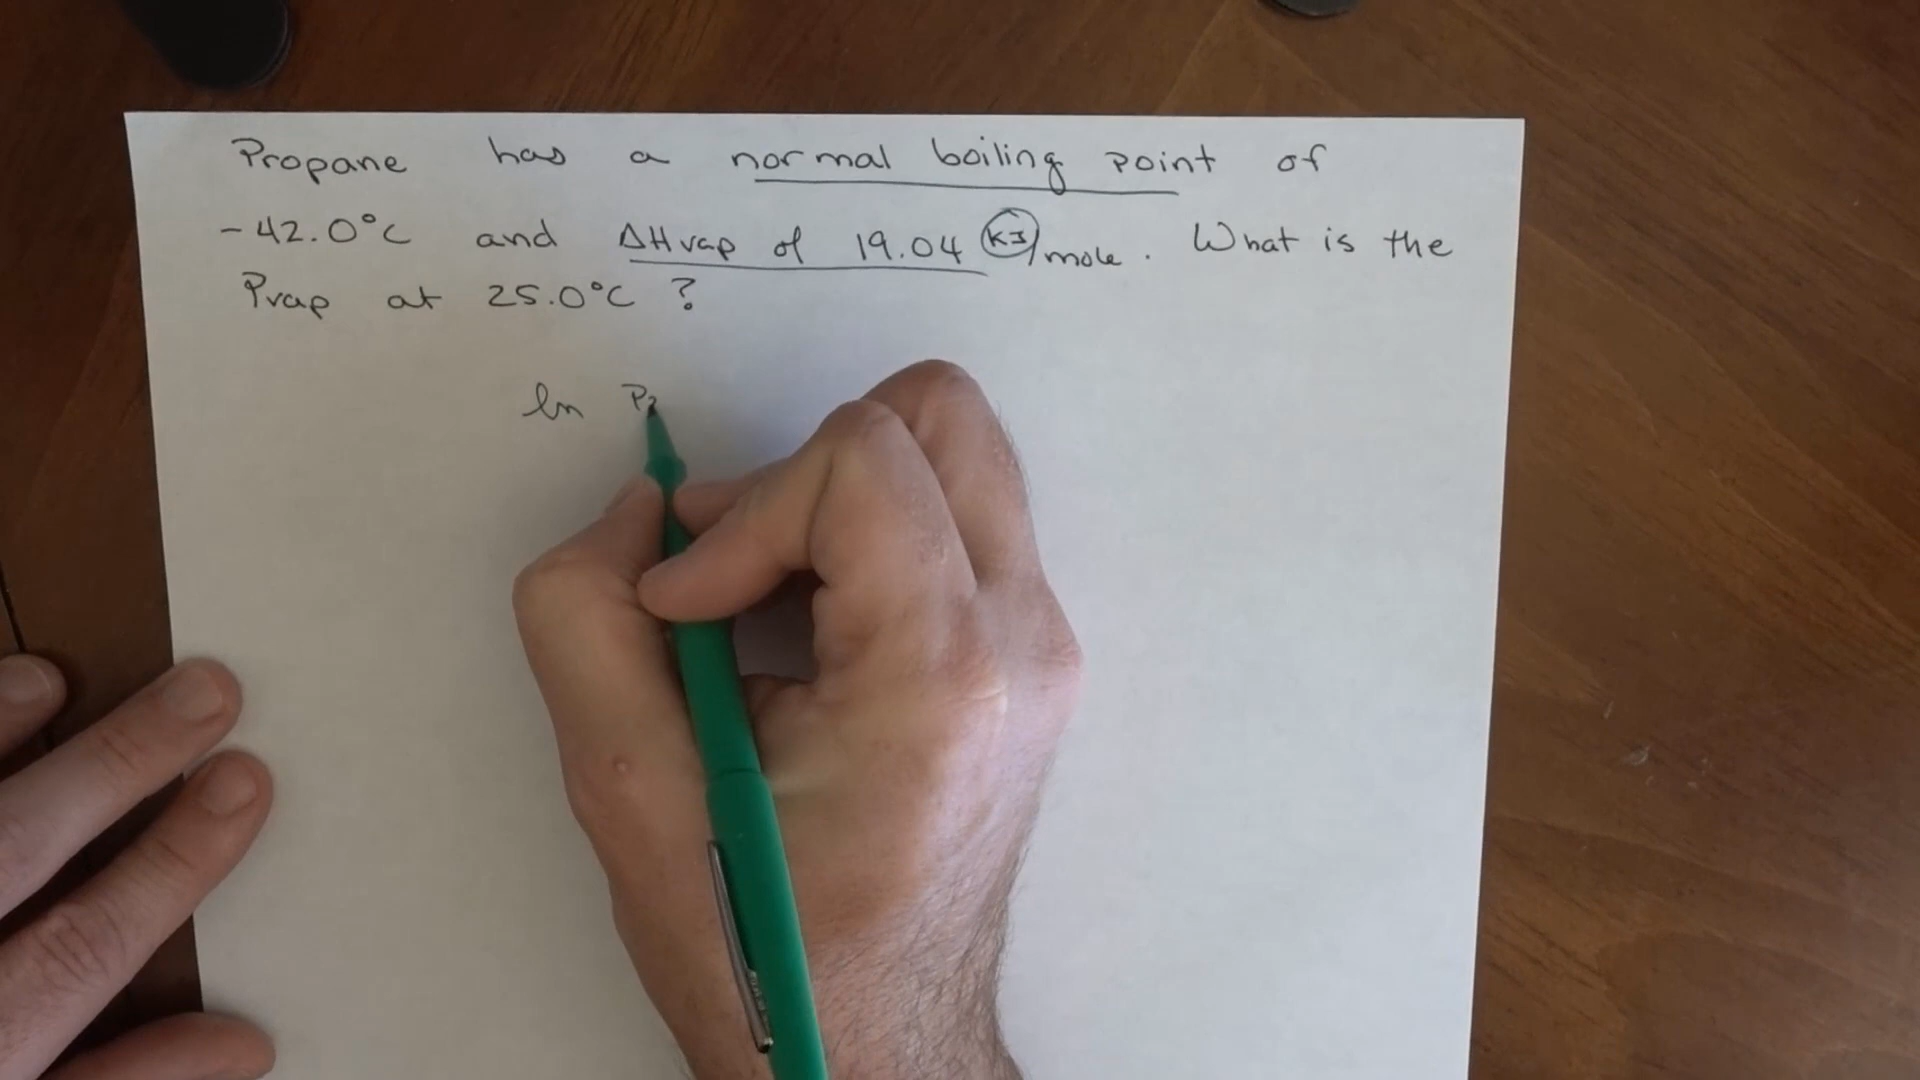 Propane has a normal boiling point of
-42.0°C and ΔHvap of 19.04 KJ/mole. What is the
Pvap at 25.0°C ?
ln P2